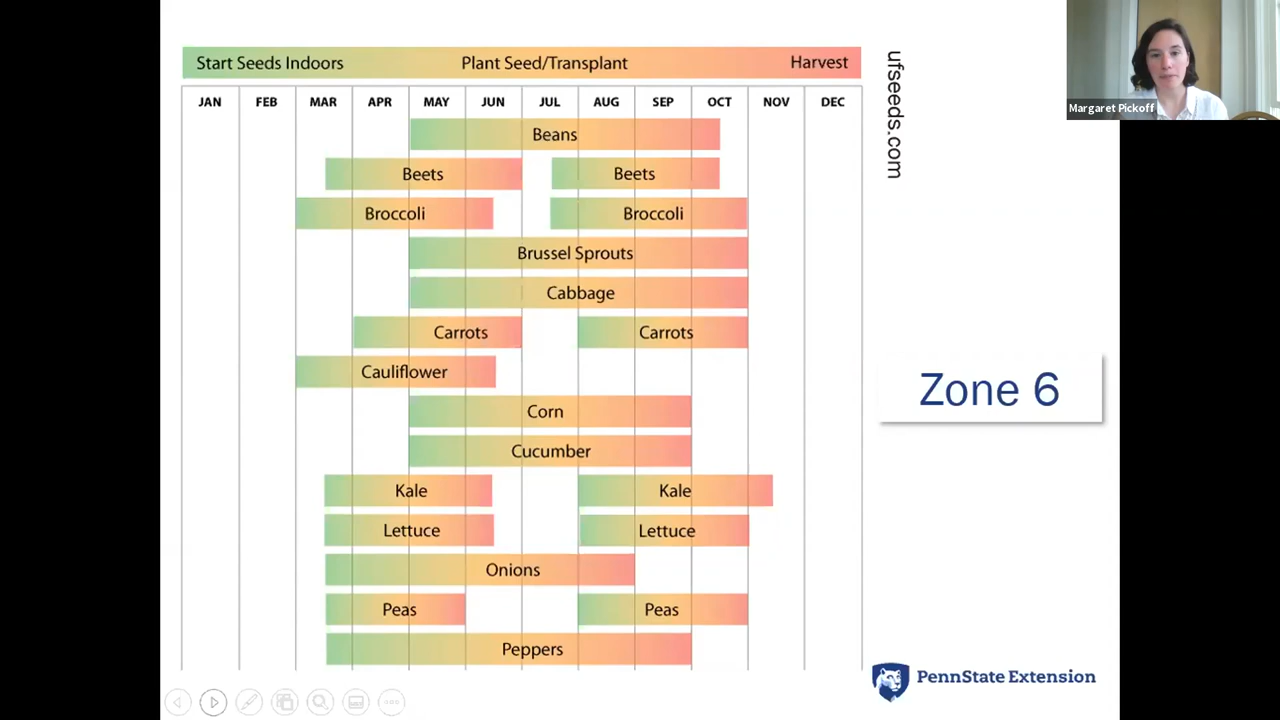 Start Seeds Indoors Plant Seed/Transplant Harvest
JAN FEB MAR APR MAY JUN JUL AUG SEP OCT NOV DEC
Beans
Beets Beets
Broccoli Broccoli
Brussel Sprouts
Cabbage
Carrots Carrots
Cauliflower
Corn
Cucumber
Kale Kale
Lettuce Lettuce
Onions
Peas Peas
Peppers
ufseeds.com
Margaret Pickoff
Zone 6
PennState Extension